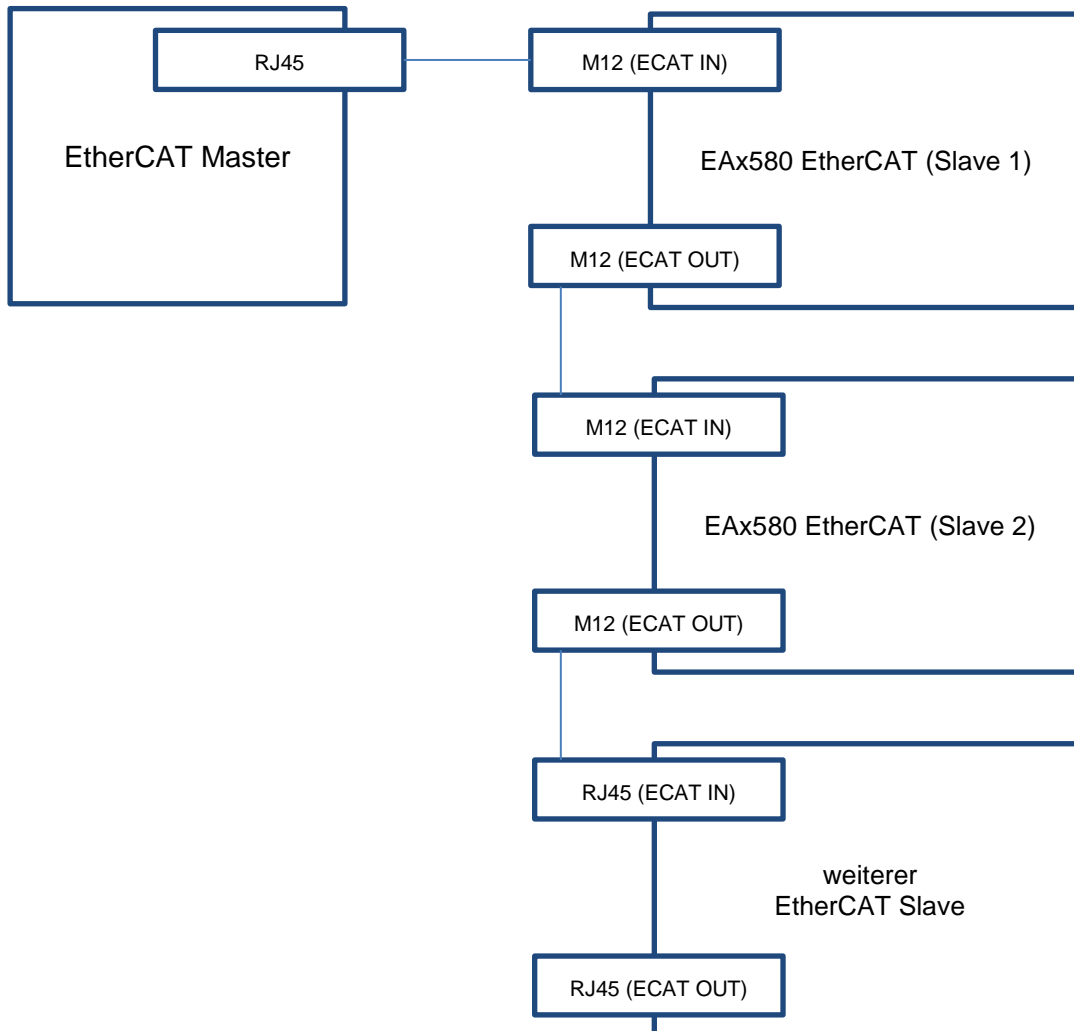 RJ45
M12 (ECAT IN)
EtherCAT Master
EAx580 EtherCAT (Slave 1)
M12 (ECAT OUT)
M12 (ECAT IN)
EAx580 EtherCAT (Slave 2)
M12 (ECAT OUT)
RJ45 (ECAT IN)
weiterer
EtherCAT Slave
RJ45 (ECAT OUT)